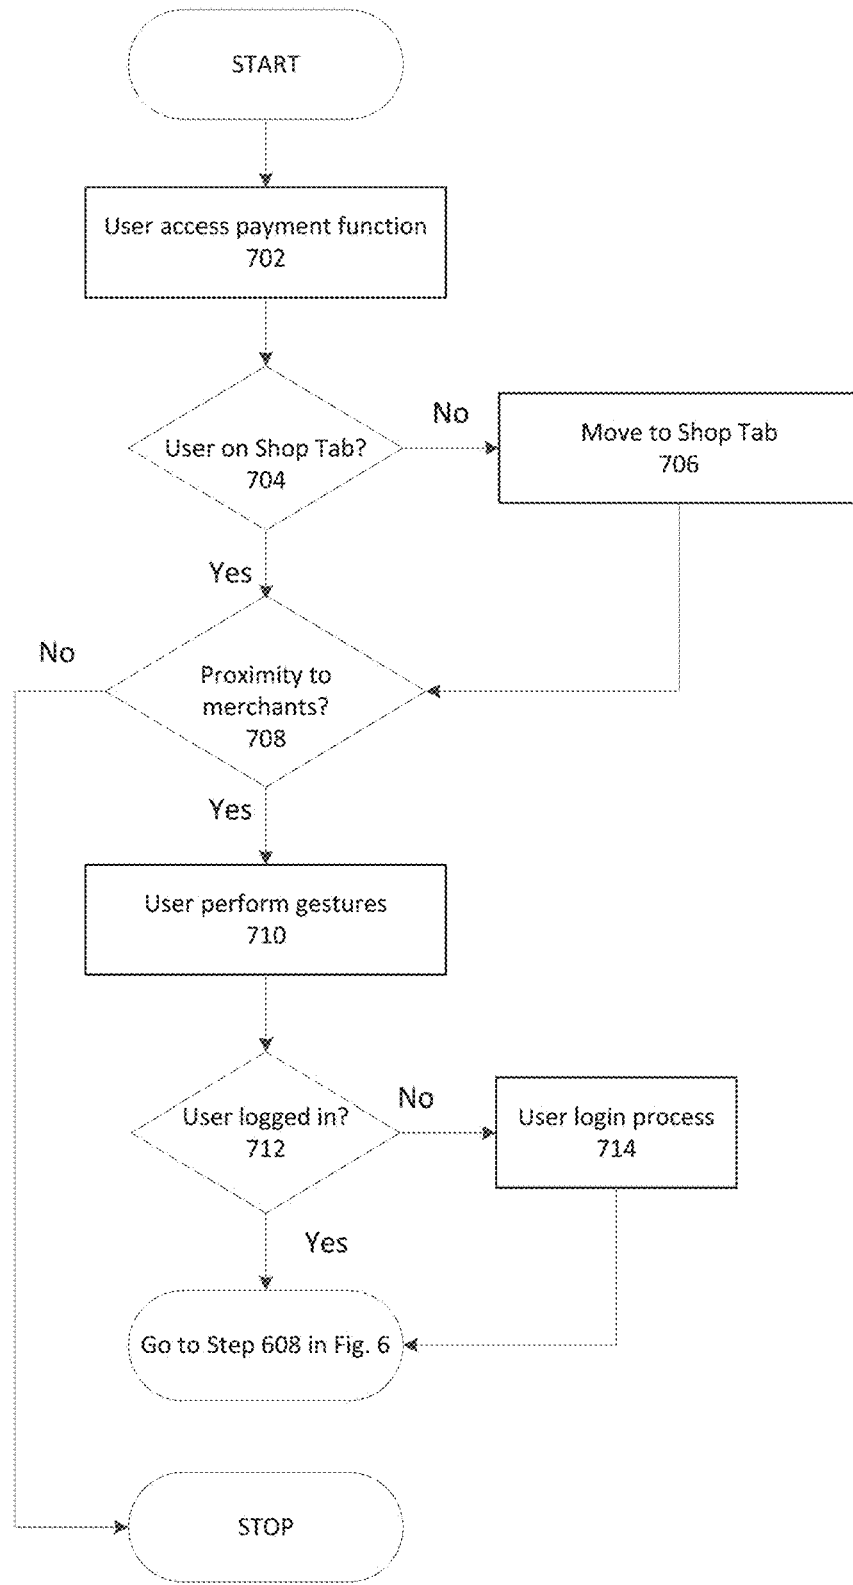 START
User access payment function
702
User on Shop Tab?
704
No
Move to Shop Tab
706
Yes
No
Proximity to
merchants?
708
Yes
User perform gestures
710
User logged in?
712
No
User login process
714
Yes
Go to Step 608 in Fig. 6
STOP